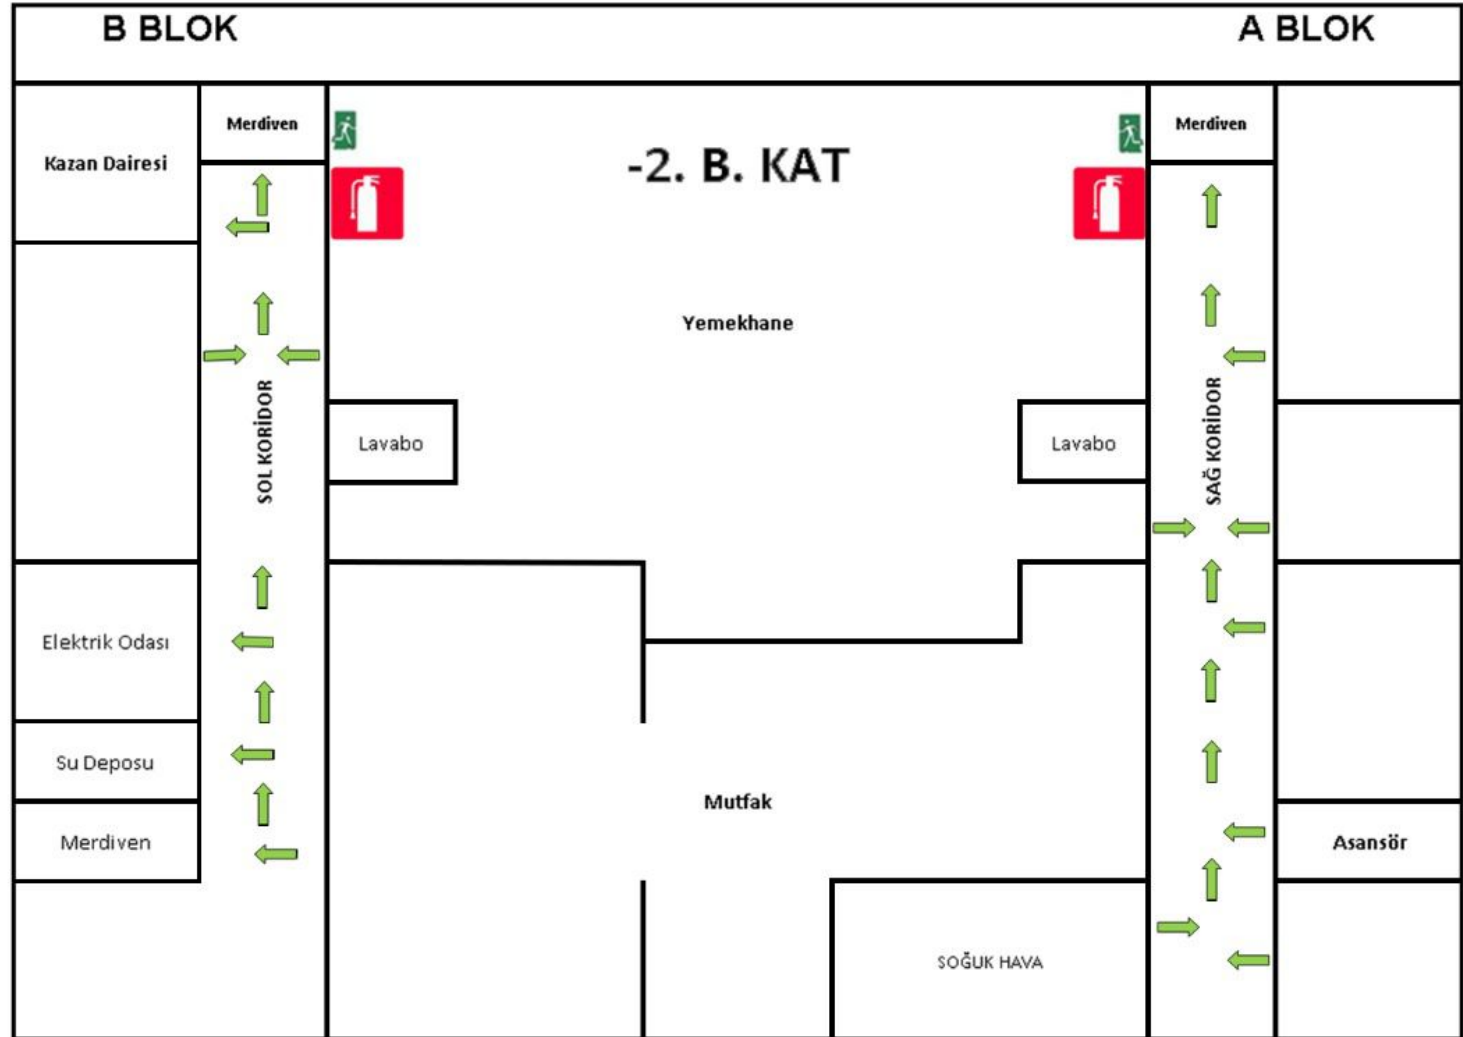 B BLOK
A BLOK
Merdiven
Merdiven
Kazan Dairesi
-2. B. KAT
Yemekhane
SOL KORİDOR
Lavabo
Lavabo
SAĞ KORİDOR
Elektrik Odası
Su Deposu
Mutfak
Merdiven
Asansör
SOĞUK HAVA